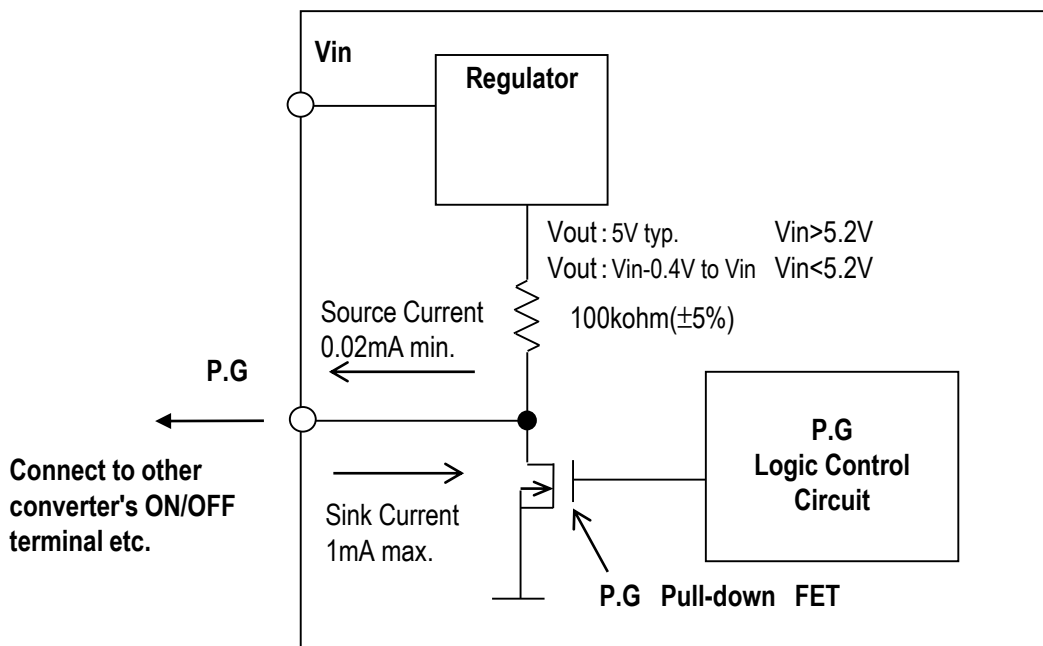 Vin
Regulator
Vout : 5V typ. Vin>5.2V
Vout : Vin-0.4V to Vin Vin<5.2V
100kohm(±5%)
Source Current
0.02mA min.
P.G
Connect to other
converter's ON/OFF
terminal etc.
Sink Current
1mA max.
P.G
Logic Control
Circuit
P.G Pull-down FET